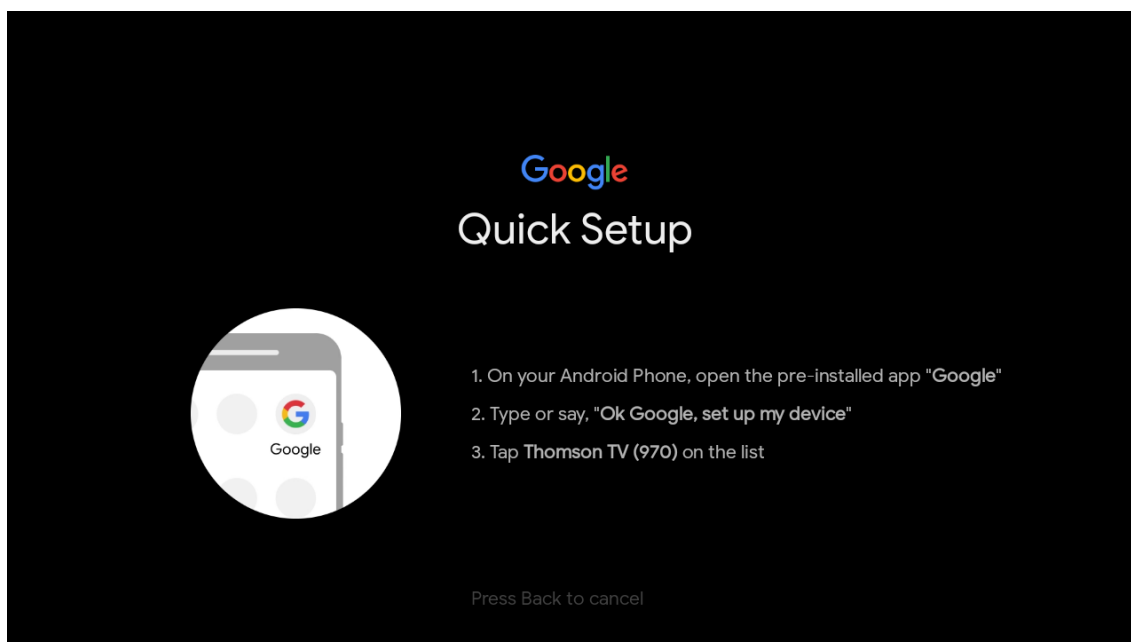 Google
Quick Setup
Google
1. On your Android Phone, open the pre-installed app "Google"
2. Type or say, "Ok Google, set up my device"
3. Tap Thomson TV (970) on the list
Press Back to cancel